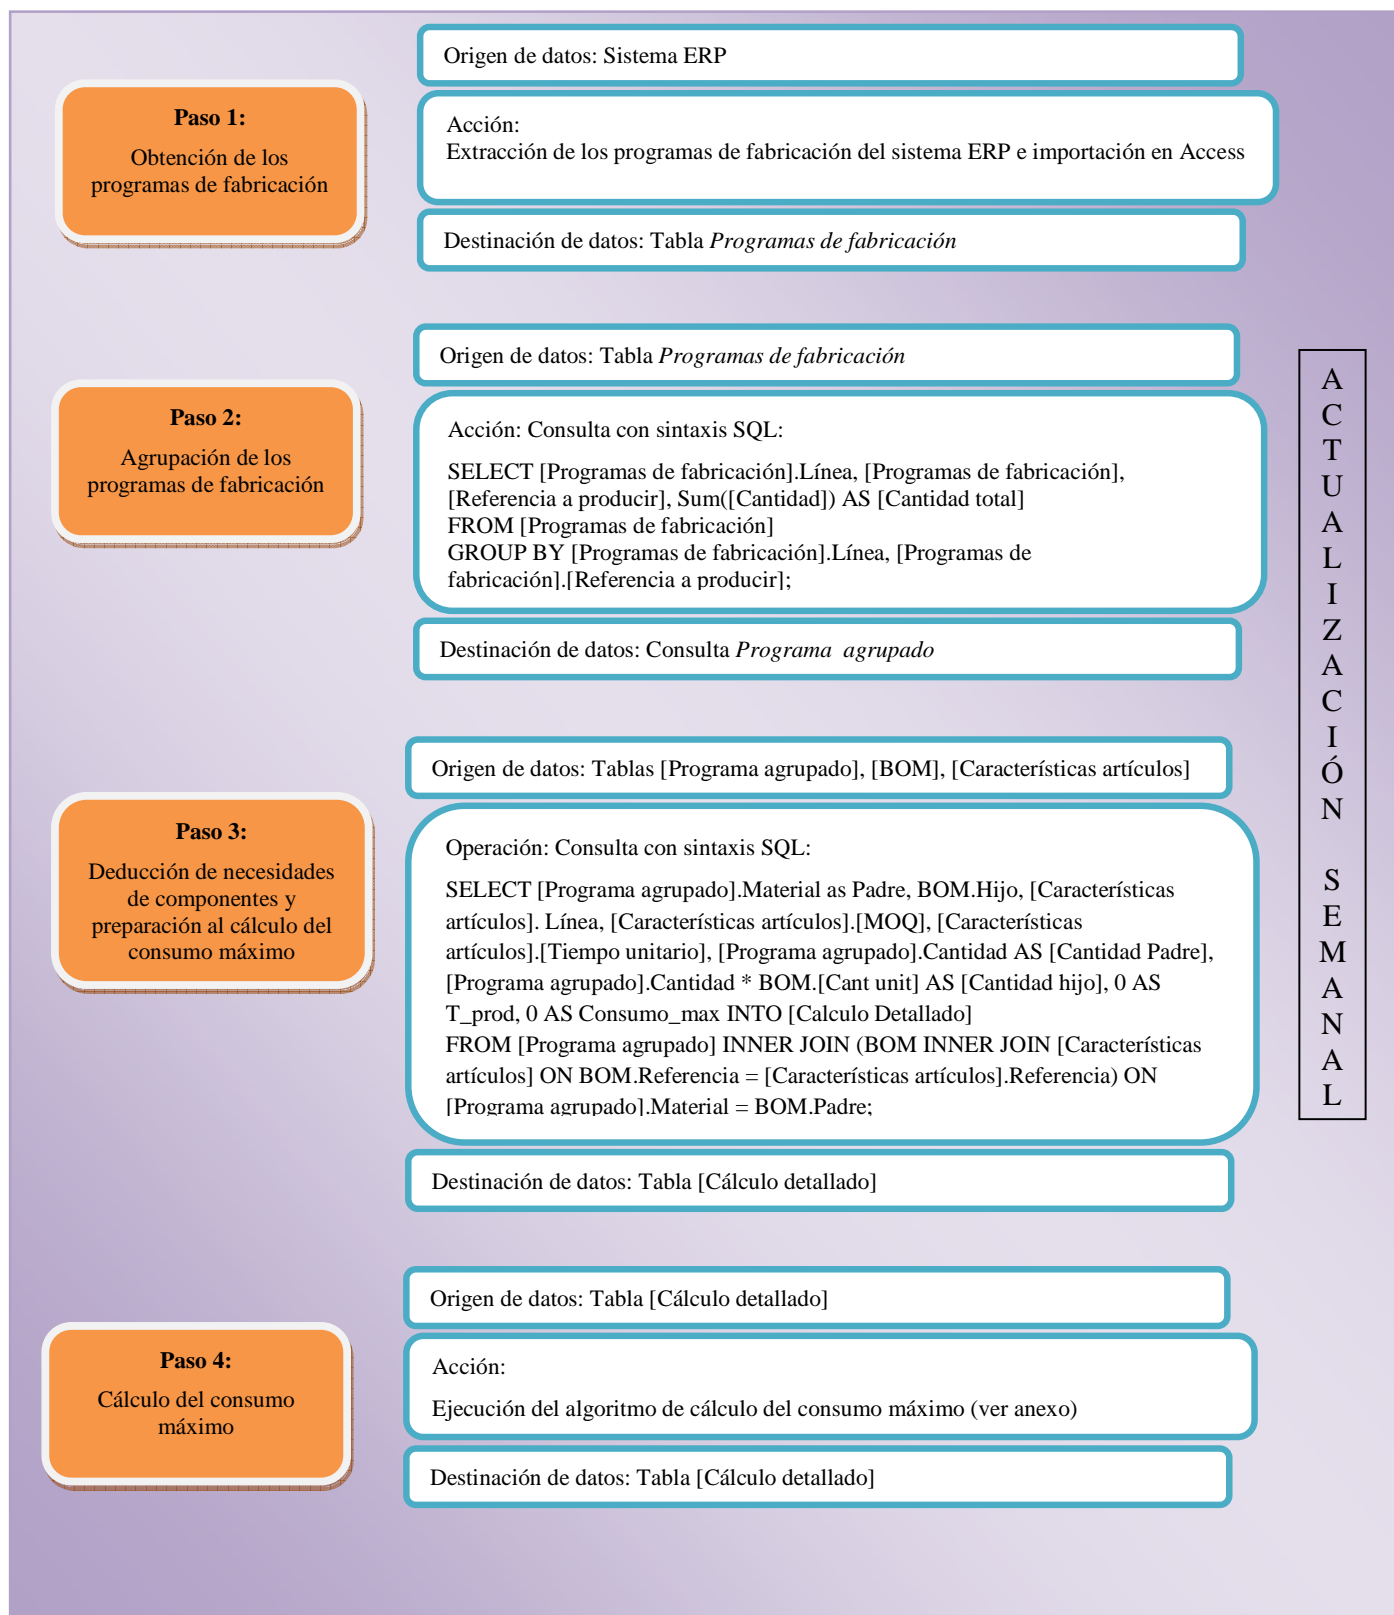 Origen de datos: Sistema ERP
Paso 1:
Obtención de los
programas de fabricación
Acción:
Extracción de los programas de fabricación del sistema ERP e importación en Access
Destinación de datos: Tabla Programas de fabricación
Origen de datos: Tabla Programas de fabricación
Paso 2:
Agrupación de los
programas de fabricación
Acción: Consulta con sintaxis SQL:
SELECT [Programas de fabricación].Línea, [Programas de fabricación],
[Referencia a producir], Sum([Cantidad]) AS [Cantidad total]
FROM [Programas de fabricación]
GROUP BY [Programas de fabricación].Línea, [Programas de
fabricación].[Referencia a producir];
Destinación de datos: Consulta Programa agrupado
Origen de datos: Tablas [Programa agrupado], [BOM], [Características artículos]
Paso 3:
Deducción de necesidades
de componentes y
preparación al cálculo del
consumo máximo
Operación: Consulta con sintaxis SQL:
SELECT [Programa agrupado].Material as Padre, BOM.Hijo, [Características
artículos]. Línea, [Características artículos].[MOQ], [Características
artículos].[Tiempo unitario], [Programa agrupado].Cantidad AS [Cantidad Padre],
[Programa agrupado].Cantidad * BOM.[Cant unit] AS [Cantidad hijo], 0 AS
T_prod, 0 AS Consumo_max INTO [Calculo Detallado]
FROM [Programa agrupado] INNER JOIN (BOM INNER JOIN [Características
artículos] ON BOM.Referencia = [Características artículos].Referencia) ON
[Programa agrupado].Material = BOM.Padre;
Destinación de datos: Tabla [Cálculo detallado]
Origen de datos: Tabla [Cálculo detallado]
Paso 4:
Cálculo del consumo
máximo
Acción:
Ejecución del algoritmo de cálculo del consumo máximo (ver anexo)
Destinación de datos: Tabla [Cálculo detallado]
ACTUALIZACIÓN SEMANAL